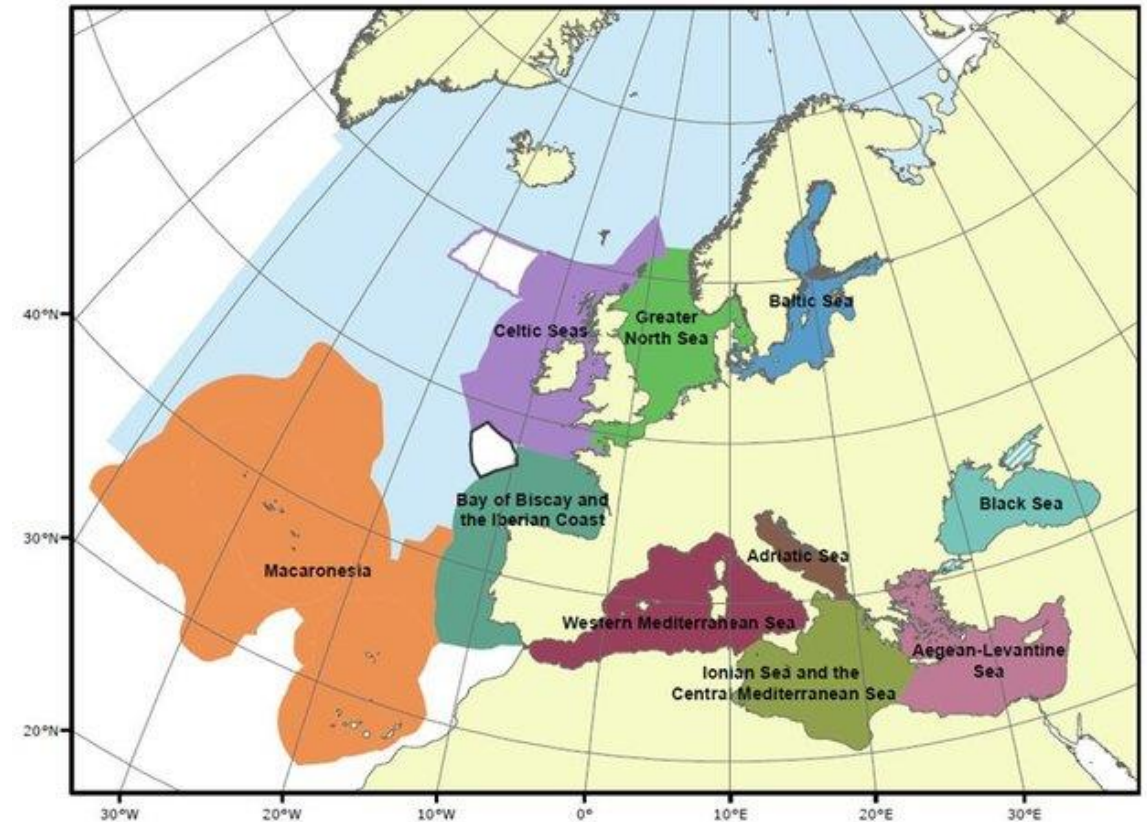 Baltic Sea
Greater
North Sea
Celtic Seas
Bay of Biscay and
the Iberian Coast
Black Sea
Adriatic Sea
Macaronesia
Western Mediterranean Sea
Aegean-Levantine
Sea
Ionian Sea and the
Central Mediterranean Sea
40°N
30°N
20°N
30°W
20°W
10°W
0°
10°E
20°E
30°E